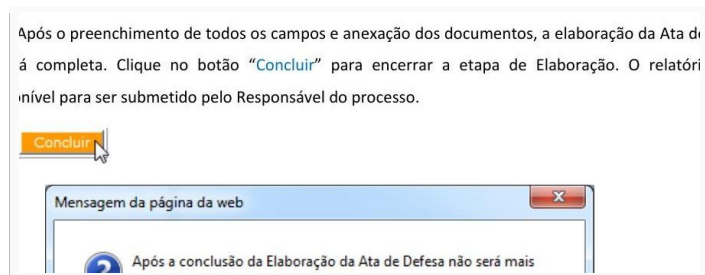 Após o preenchimento de todos os campos e anexação dos documentos, a elaboração da Ata de
á completa. Clique no botão “Concluir” para encerrar a etapa de Elaboração. O relatóri
onível para ser submetido pelo Responsável do processo.
Concluir
Mensagem da página da web
Após a conclusão da Elaboração da Ata de Defesa não será mais